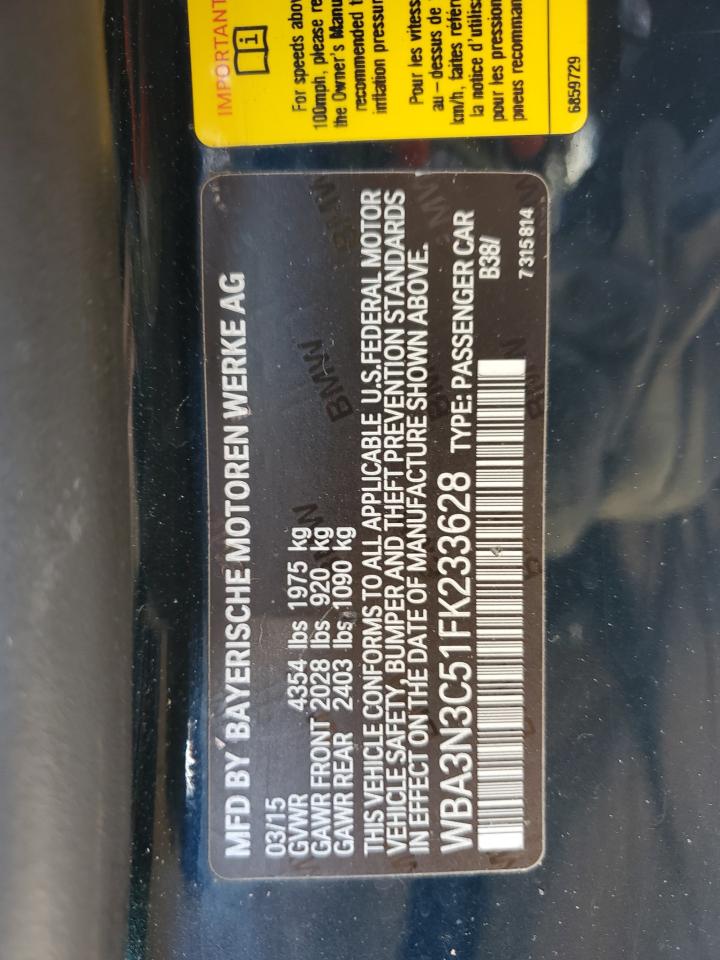 MFD BY BAYERISCHE MOTOREN WERKE AG
03/15
GVWR 4354 lbs 1975 kg
GAWR FRONT 2028 lbs 920 kg
GAWR REAR 2403 lbs 1090 kg
THIS VEHICLE CONFORMS TO ALL APPLICABLE U.S.FEDERAL MOTOR
VEHICLE SAFETY, BUMPER AND THEFT PREVENTION STANDARDS
IN EFFECT ON THE DATE OF MANUFACTURE SHOWN ABOVE.
WBA3N3C51FK233628 TYPE: PASSENGER CAR
B38/
7315814
IMPORTANT
For speeds abov
100mph, please re
the Owner's Manu
recommended t
inflation pressur
Pour les vitess
au-dessus de
km/h, faites référ
la notice d'utilis
pour les pression
pneus recomman
6859729